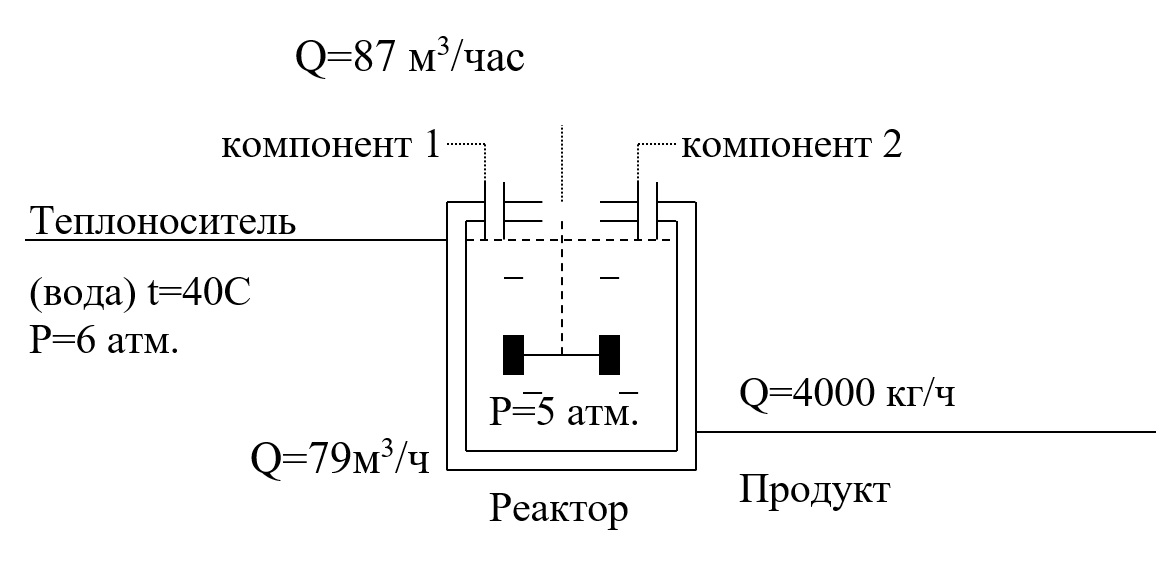 Q=87 м³/час
компонент 1
компонент 2
Теплоноситель
(вода) t=40C
P=6 атм.
Q=4000 кг/ч
P=5 атм.
Q=79м³/ч
Продукт
Реактор